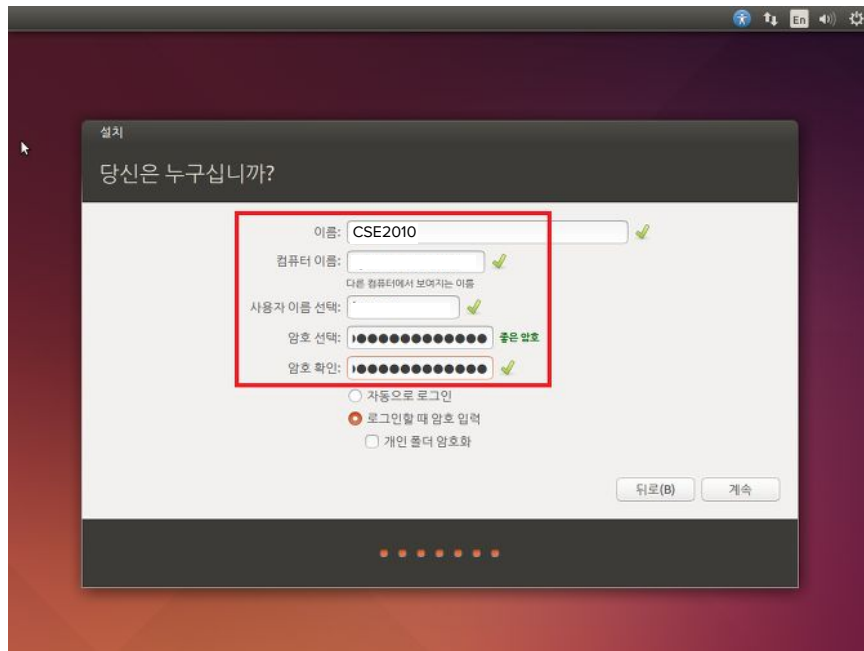 En
설치
당신은 누구십니까?
이름: CSE2010
컴퓨터 이름:
다른 컴퓨터에서 보여지는 이름
사용자 이름 선택:
암호 선택: ●●●●●●●●●●●● 좋은 암호
암호 확인: ●●●●●●●●●●●●
자동으로 로그인
로그인할 때 암호 입력
개인 폴더 암호화
뒤로(B) 계속